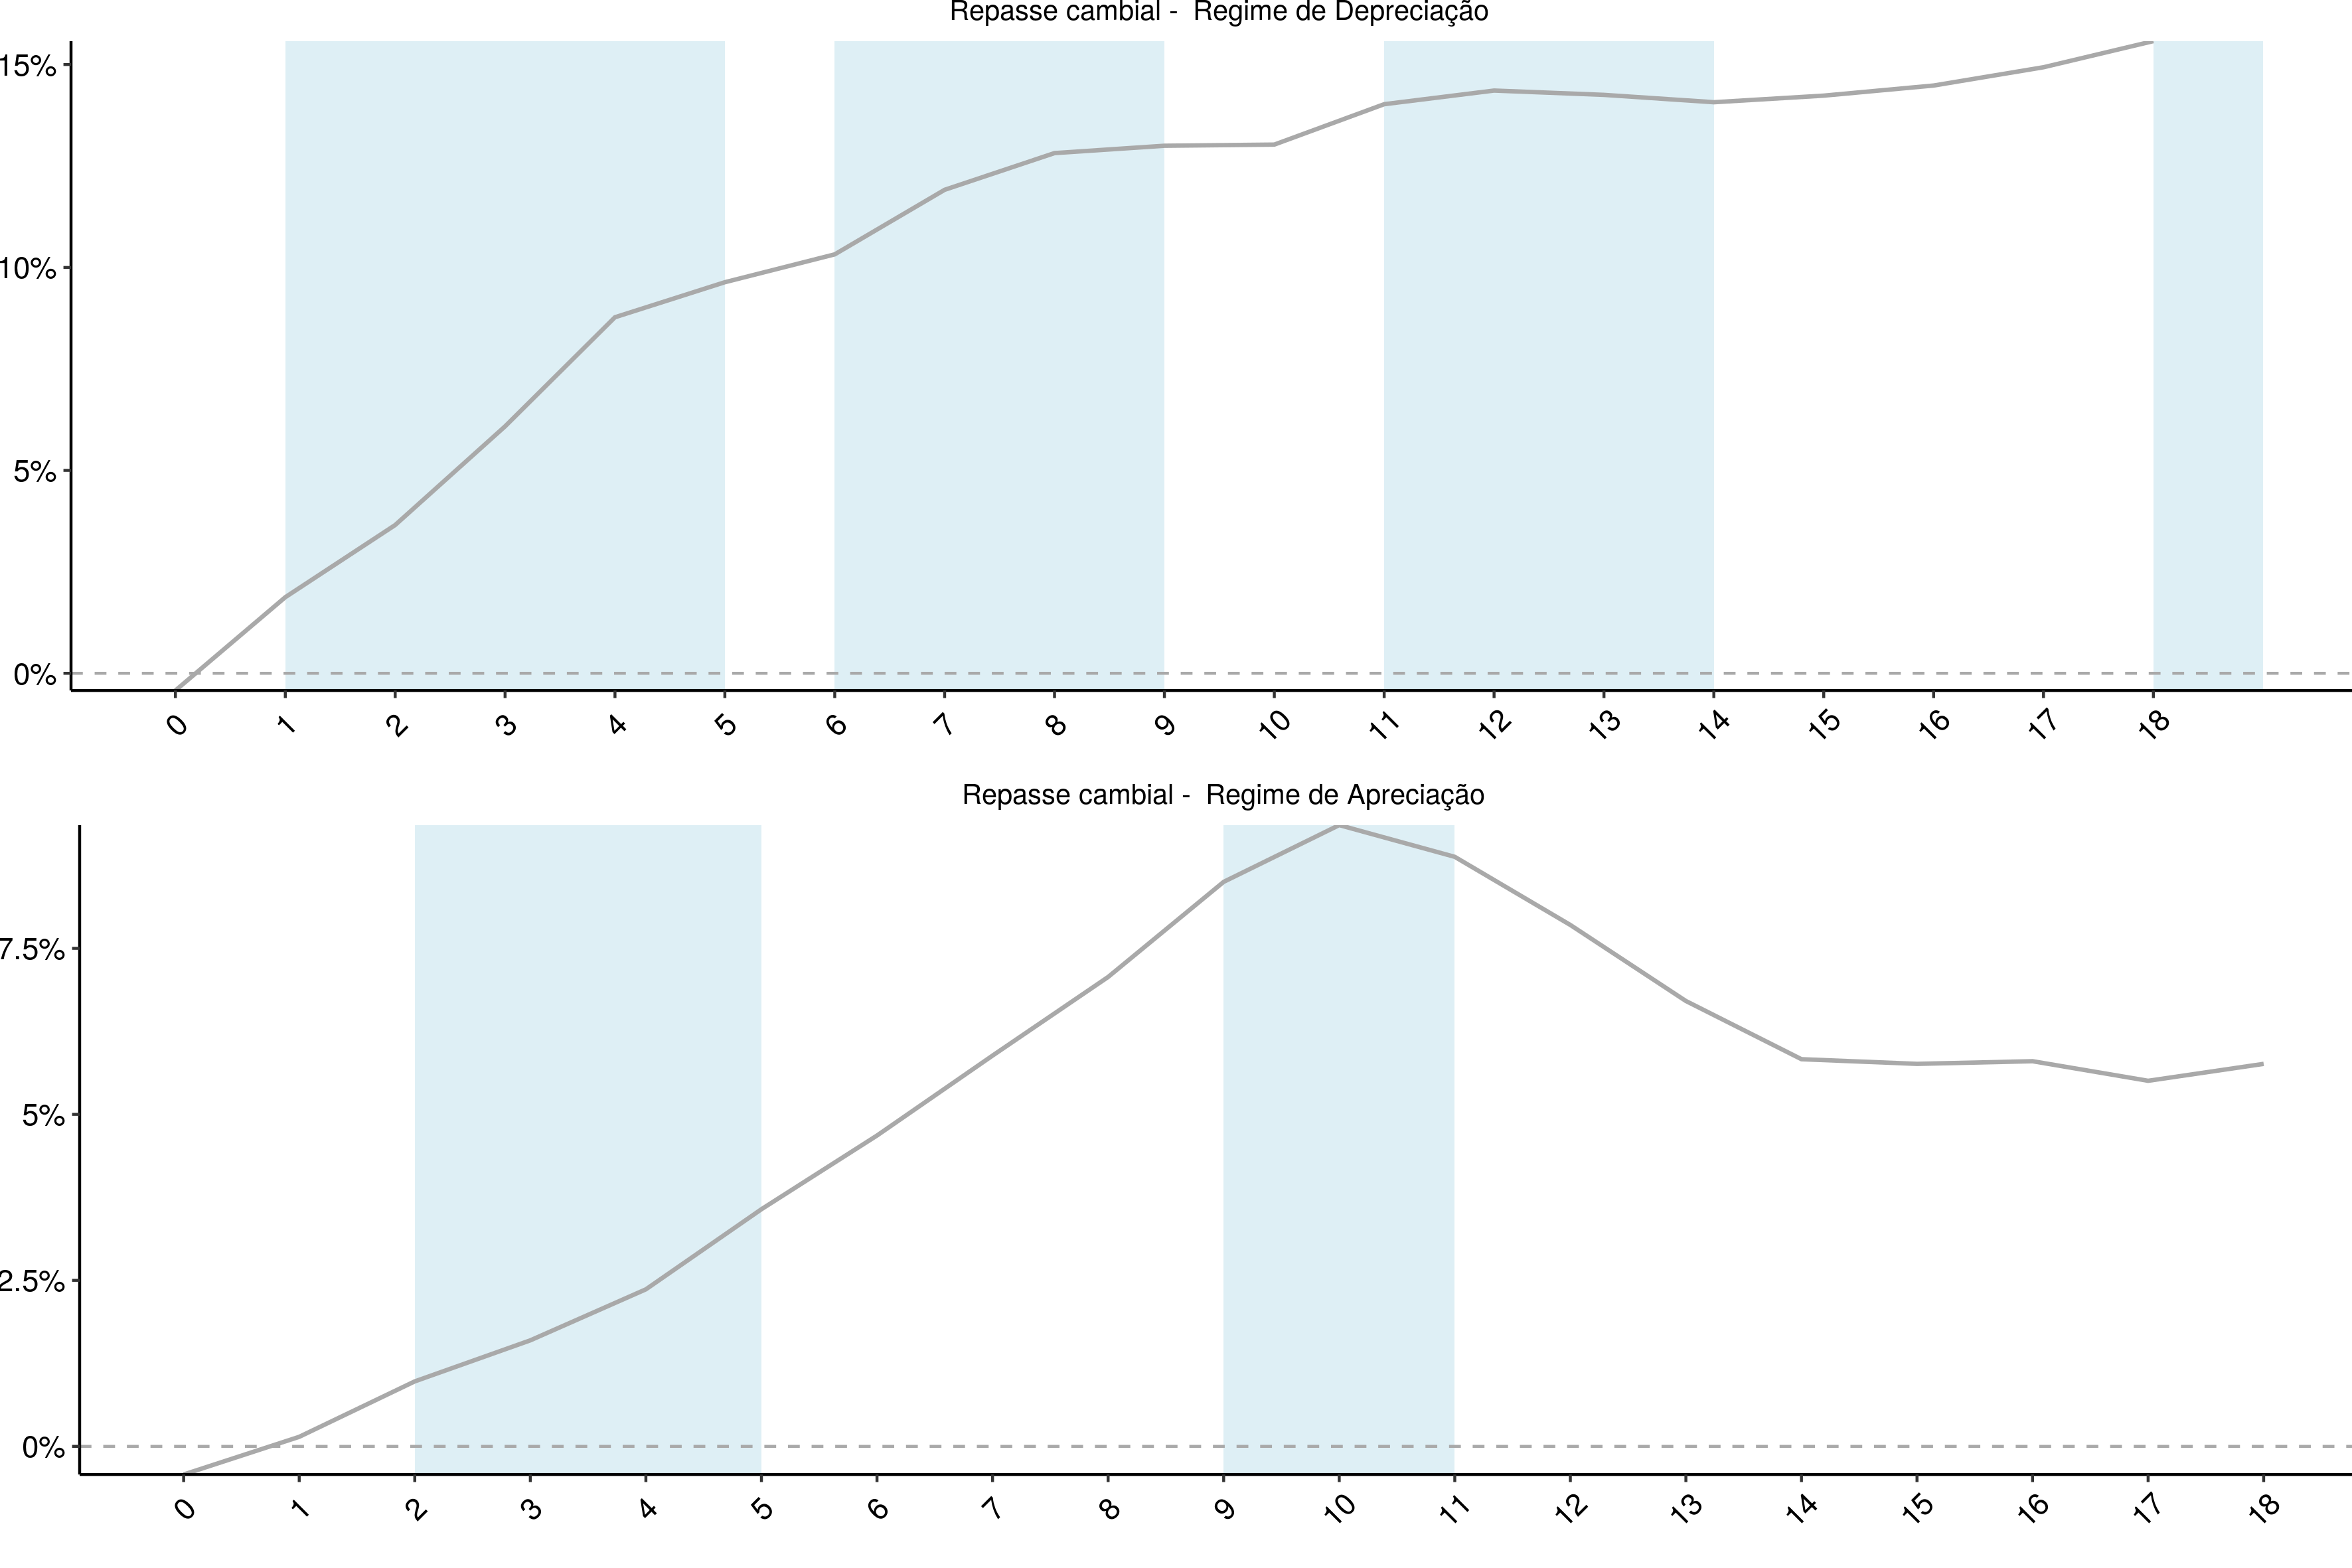 Repasse cambial -  Regime de Depreciação
15%
10%
5%
0%
0 1 2 3 4 5 6 7 8 9 10 11 12 13 14 15 16 17 18
Repasse cambial -  Regime de Apreciação
7.5%
5%
2.5%
0%
0 1 2 3 4 5 6 7 8 9 10 11 12 13 14 15 16 17 18